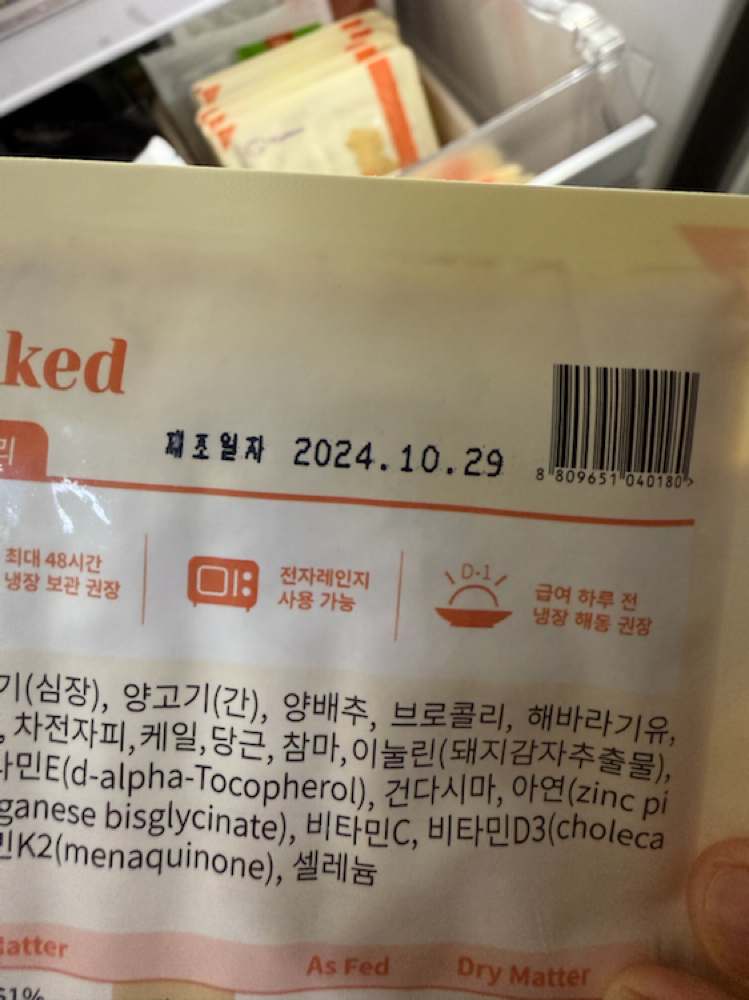 ked
리
제조일자 2024.10.29
8 809651 040180 >
최대 48시간
냉장 보관 권장
전자레인지
사용 가능
D-1
급여 하루 전
냉장 해동 권장
기(심장), 양고기(간), 양배추, 브로콜리, 해바라기유,
, 차전자피,케일,당근, 참마,이눌린(돼지감자추출물),
타민E(d-alpha-Tocopherol), 건다시마, 아연(zinc pi
ganese bisglycinate), 비타민C, 비타민D3(choleca
민K2(menaquinone), 셀레늄
Matter
As Fed
Dry Matter
51%